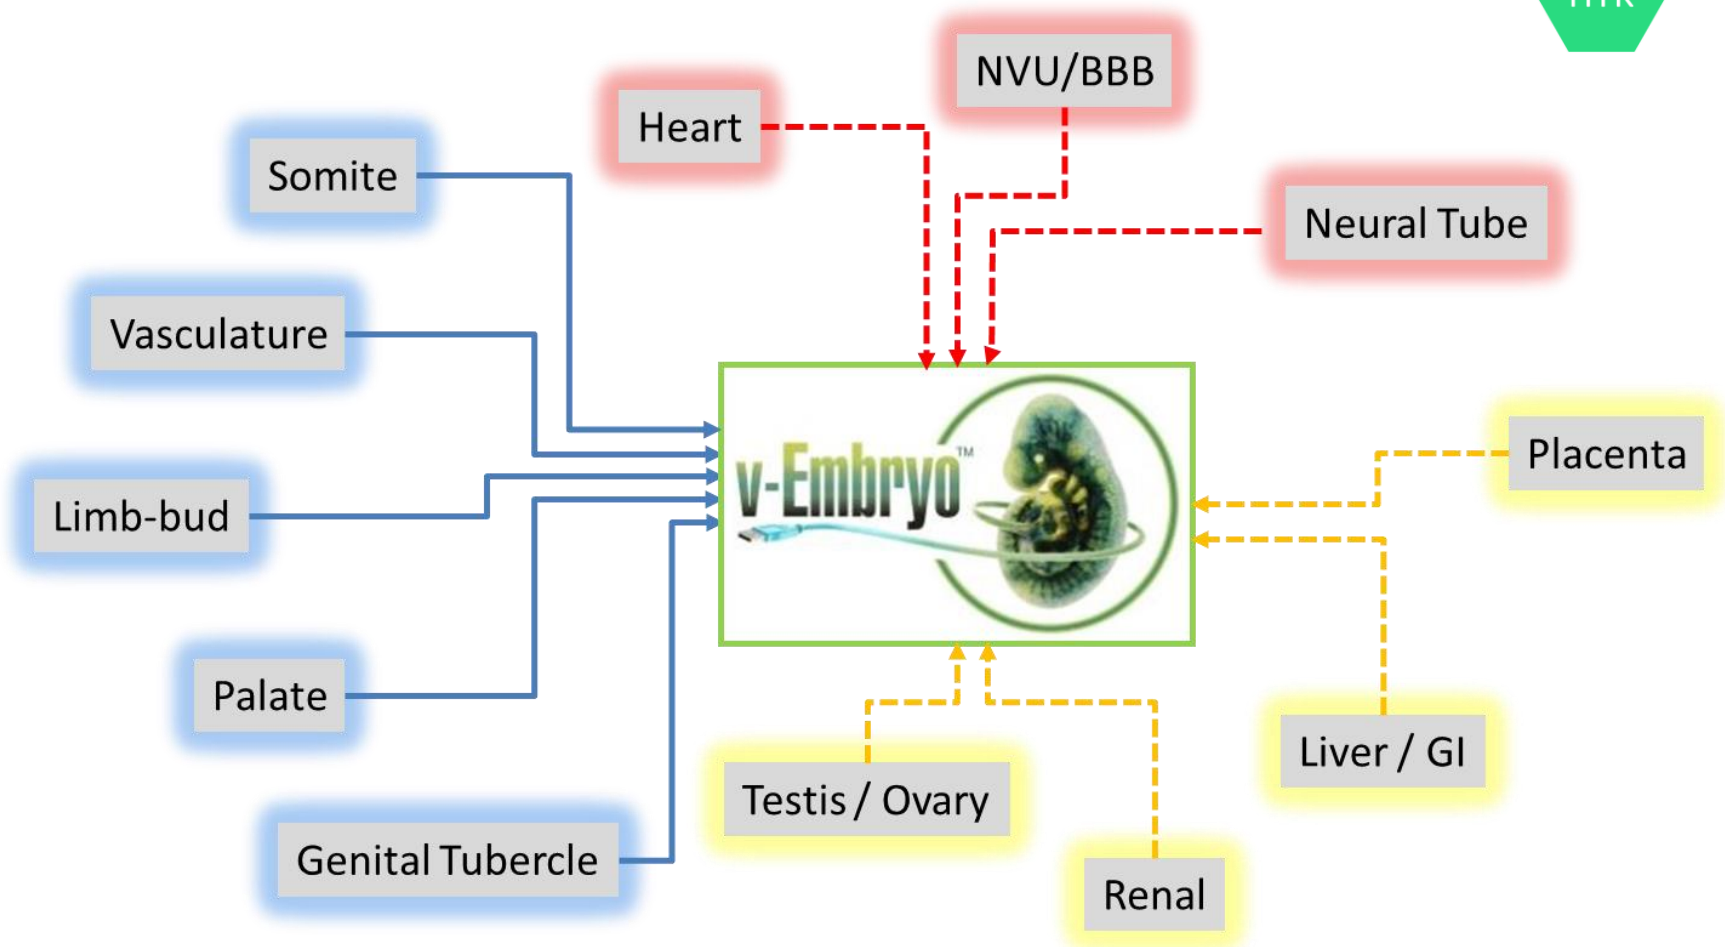 NVU/BBB
Heart
Somite
Neural Tube
Vasculature
Placenta
v-Embryo™
Limb-bud
Palate
Liver / GI
Testis / Ovary
Genital Tubercle
Renal